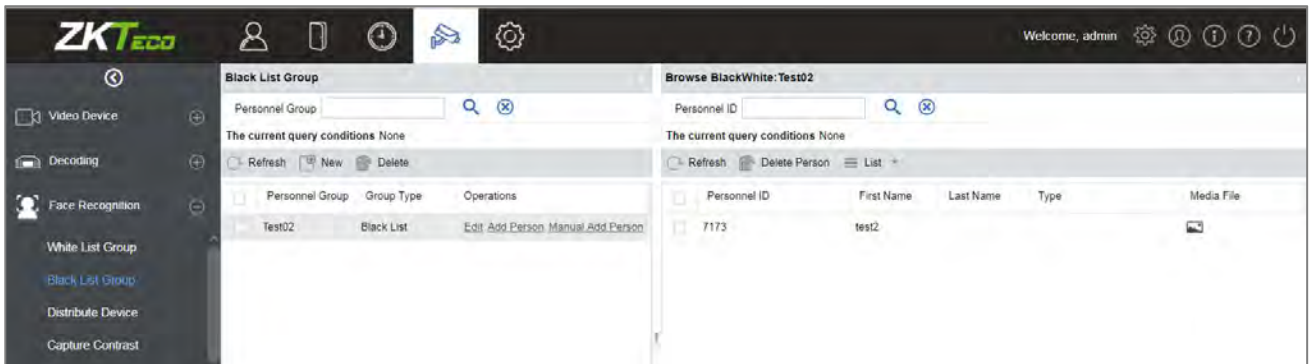 ZKTeco
Welcome, admin
Video Device
Decoding
Face Recognition
White List Group
Black List Group
Distribute Device
Capture Contrast
Black List Group
Personnel Group
The current query conditions None
Refresh New Delete
Personnel Group Group Type Operations
Test02 Black List Edit Add Person Manual Add Person
Browse BlackWhite:Test02
Personnel ID
The current query conditions None
Refresh Delete Person List
Personnel ID First Name Last Name Type Media File
7173 test2